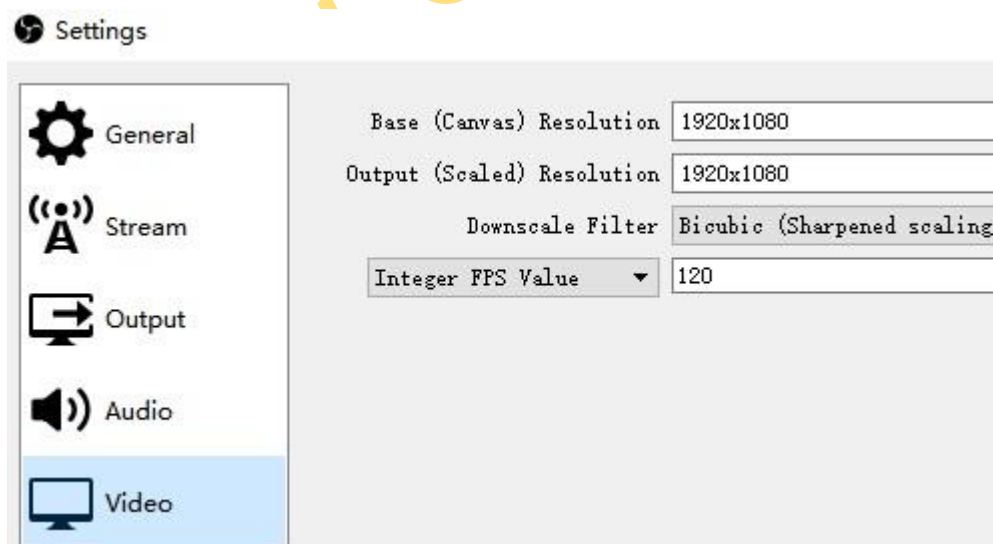 Settings
General
Stream
Output
Audio
Video
Base (Canvas) Resolution 1920x1080
Output (Scaled) Resolution 1920x1080
Downscale Filter Bicubic (Sharpened scaling
Integer FPS Value 120